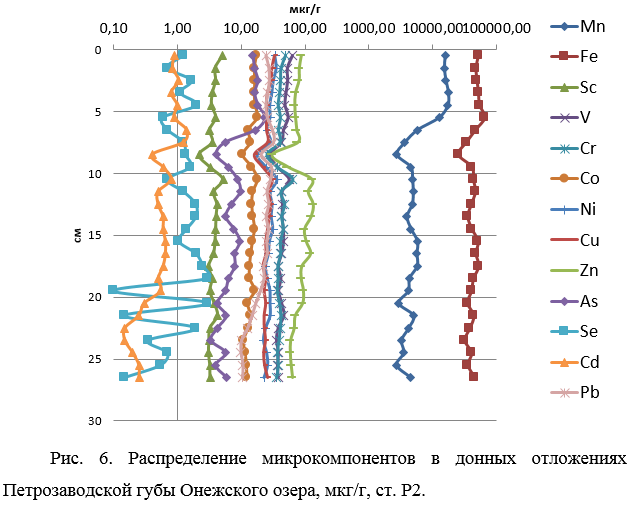 мкг/г
0,10 1,00 10,00 100,00 1000,00 10000,00 100000,00
0
5
10
15
20
25
30
см
Mn
Fe
Sc
V
Cr
Co
Ni
Cu
Zn
As
Se
Cd
Pb
Рис. 6. Распределение микрокомпонентов в донных отложениях
Петрозаводской губы Онежского озера, мкг/г, ст. Р2.